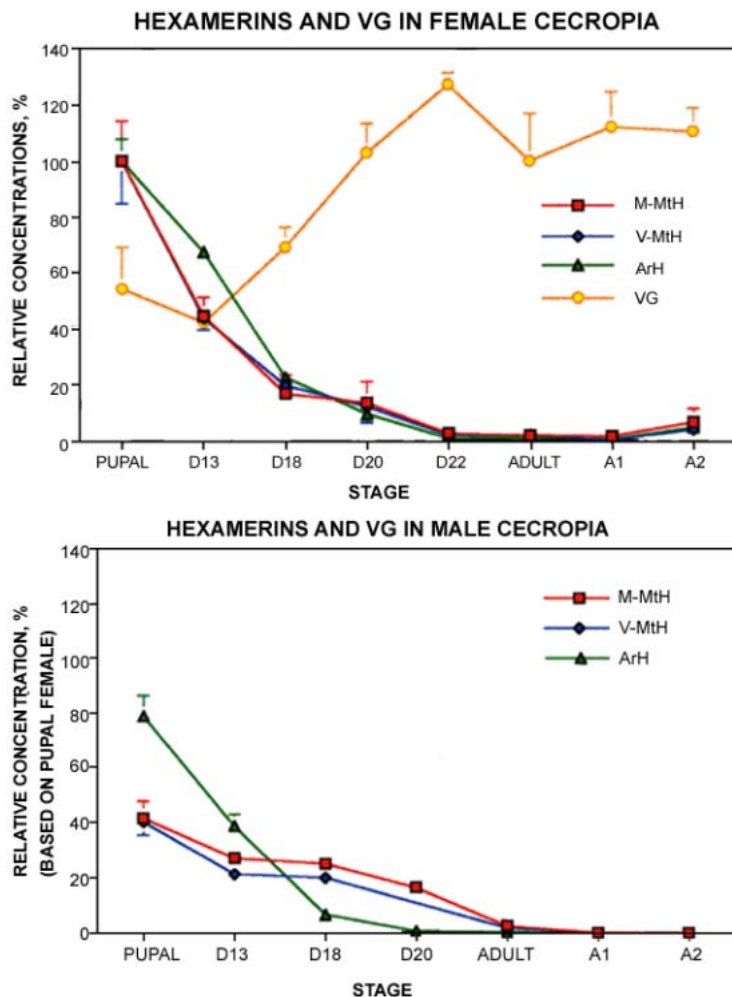 HEXAMERINS AND VG IN FEMALE CECROPIA
RELATIVE CONCENTRATIONS, %
140
120
100
80
60
40
20
0
M-MtH
V-MtH
ArH
VG
PUPAL D13 D18 D20 D22 ADULT A1 A2
STAGE
HEXAMERINS AND VG IN MALE CECROPIA
RELATIVE CONCENTRATION, %
(BASED ON PUPAL FEMALE)
140
120
100
80
60
40
20
0
M-MtH
V-MtH
ArH
PUPAL D13 D18 D20 ADULT A1 A2
STAGE